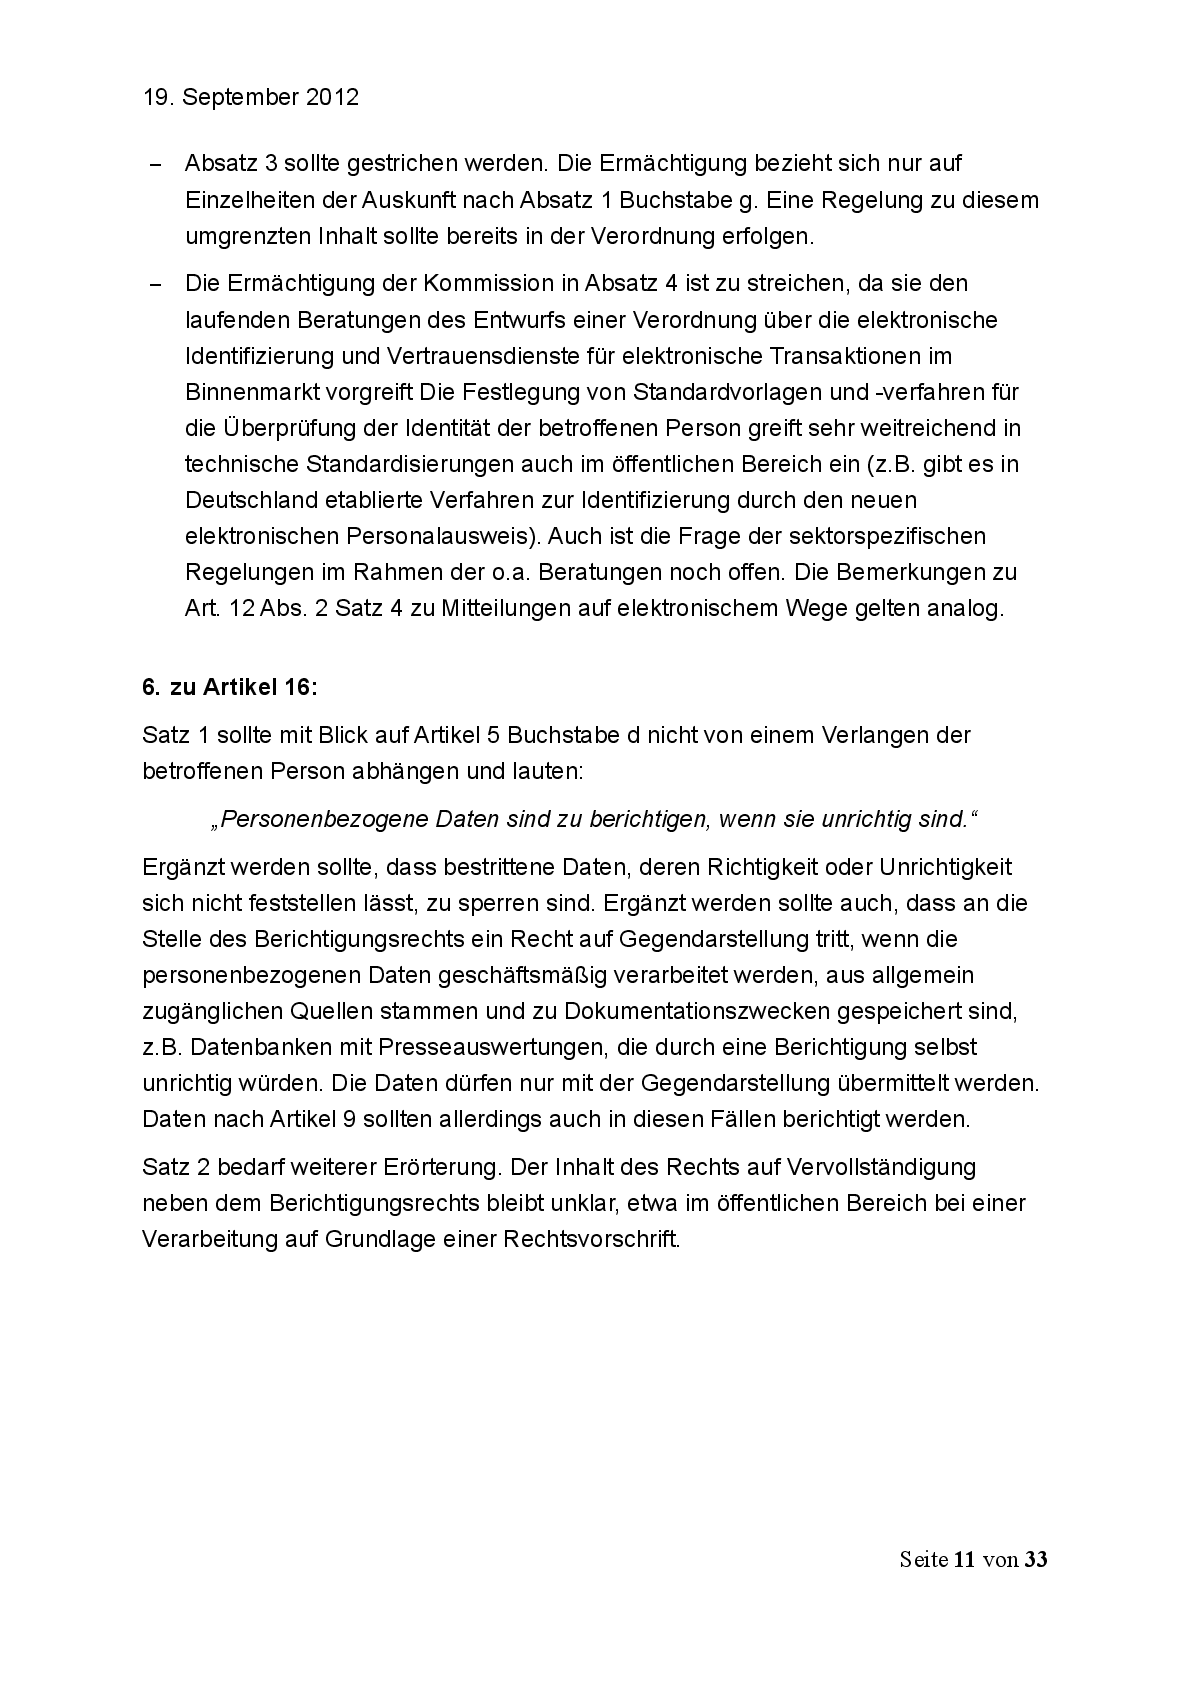 19. September 2012
– Absatz 3 sollte gestrichen werden. Die Ermächtigung bezieht sich nur auf
Einzelheiten der Auskunft nach Absatz 1 Buchstabe g. Eine Regelung zu diesem
umgrenzten Inhalt sollte bereits in der Verordnung erfolgen.
– Die Ermächtigung der Kommission in Absatz 4 ist zu streichen, da sie den
laufenden Beratungen des Entwurfs einer Verordnung über die elektronische
Identifizierung und Vertrauensdienste für elektronische Transaktionen im
Binnenmarkt vorgreift Die Festlegung von Standardvorlagen und -verfahren für
die Überprüfung der Identität der betroffenen Person greift sehr weitreichend in
technische Standardisierungen auch im öffentlichen Bereich ein (z.B. gibt es in
Deutschland etablierte Verfahren zur Identifizierung durch den neuen
elektronischen Personalausweis). Auch ist die Frage der sektorspezifischen
Regelungen im Rahmen der o.a. Beratungen noch offen. Die Bemerkungen zu
Art. 12 Abs. 2 Satz 4 zu Mitteilungen auf elektronischem Wege gelten analog.
6. zu Artikel 16:
Satz 1 sollte mit Blick auf Artikel 5 Buchstabe d nicht von einem Verlangen der
betroffenen Person abhängen und lauten:
„Personenbezogene Daten sind zu berichtigen, wenn sie unrichtig sind.“
Ergänzt werden sollte, dass bestrittene Daten, deren Richtigkeit oder Unrichtigkeit
sich nicht feststellen lässt, zu sperren sind. Ergänzt werden sollte auch, dass an die
Stelle des Berichtigungsrechts ein Recht auf Gegendarstellung tritt, wenn die
personenbezogenen Daten geschäftsmäßig verarbeitet werden, aus allgemein
zugänglichen Quellen stammen und zu Dokumentationszwecken gespeichert sind,
z.B. Datenbanken mit Presseauswertungen, die durch eine Berichtigung selbst
unrichtig würden. Die Daten dürfen nur mit der Gegendarstellung übermittelt werden.
Daten nach Artikel 9 sollten allerdings auch in diesen Fällen berichtigt werden.
Satz 2 bedarf weiterer Erörterung. Der Inhalt des Rechts auf Vervollständigung
neben dem Berichtigungsrechts bleibt unklar, etwa im öffentlichen Bereich bei einer
Verarbeitung auf Grundlage einer Rechtsvorschrift.
Seite 11 von 33